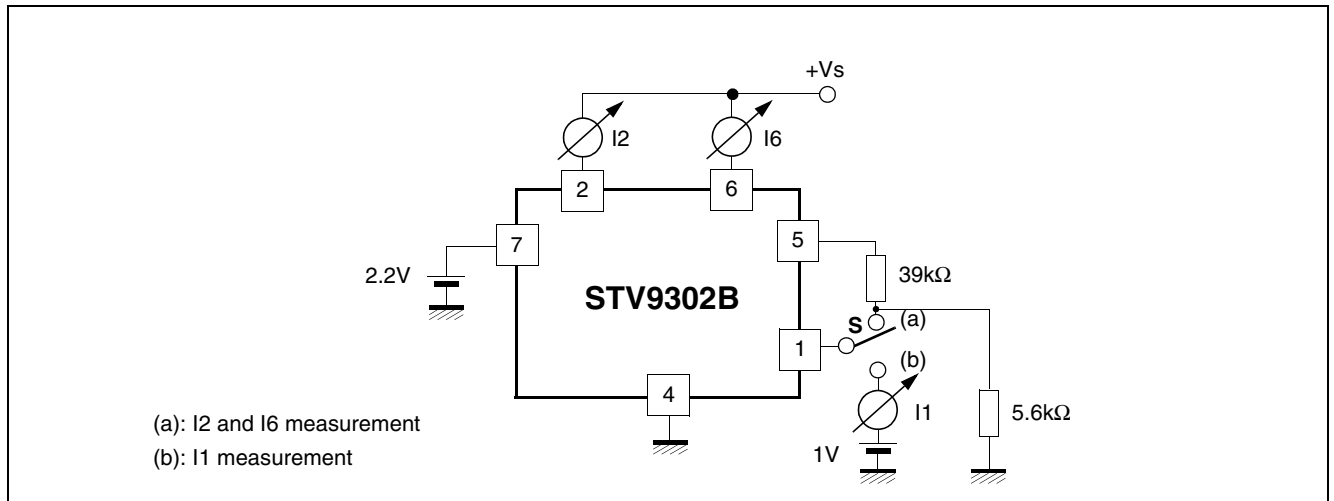 +Vs
I2
I6
2
6
7
5
2.2V
39kΩ
STV9302B
S
(a)
1
(b)
4
I1
5.6kΩ
1V
(a): I2 and I6 measurement
(b): I1 measurement